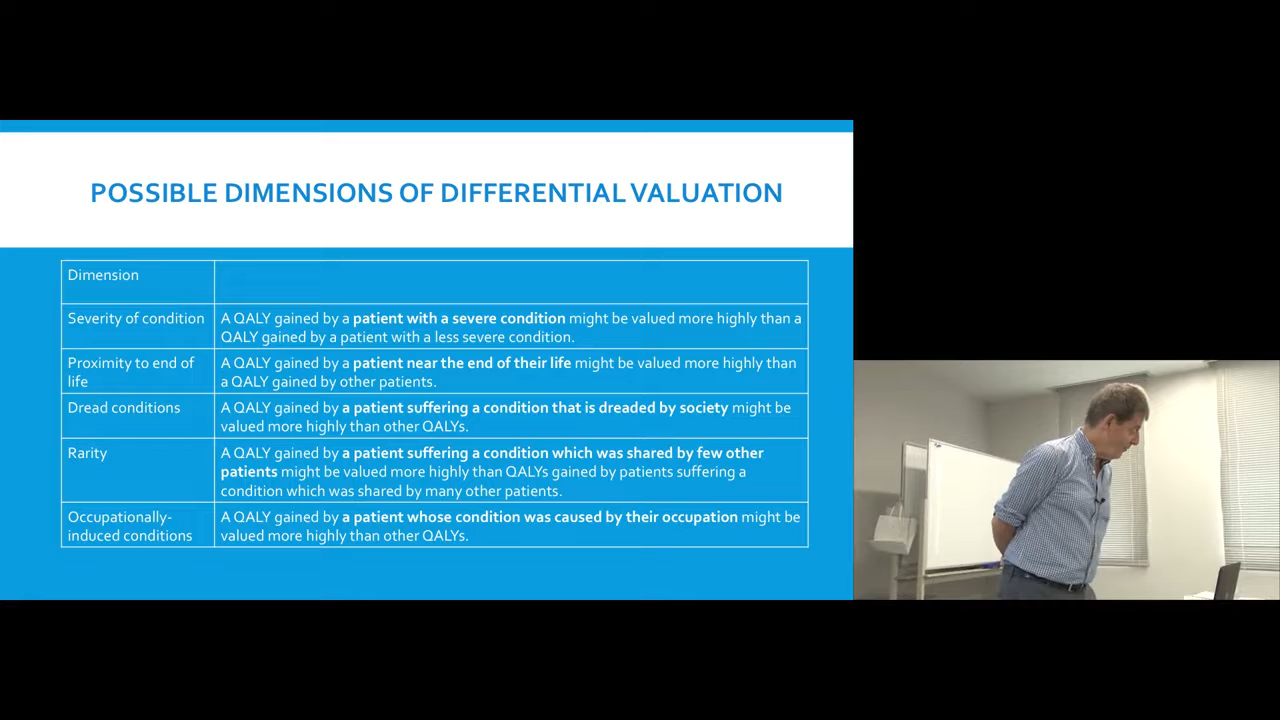 POSSIBLE DIMENSIONS OF DIFFERENTIAL VALUATION
Dimension
Severity of condition
A QALY gained by a patient with a severe condition might be valued more highly than a
QALY gained by a patient with a less severe condition.
Proximity to end of
life
A QALY gained by a patient near the end of their life might be valued more highly than
a QALY gained by other patients.
Dread conditions
A QALY gained by a patient suffering a condition that is dreaded by society might be
valued more highly than other QALYs.
Rarity
A QALY gained by a patient suffering a condition which was shared by few other
patients might be valued more highly than QALYs gained by patients suffering a
condition which was shared by many other patients.
Occupationally-
induced conditions
A QALY gained by a patient whose condition was caused by their occupation might be
valued more highly than other QALYs.